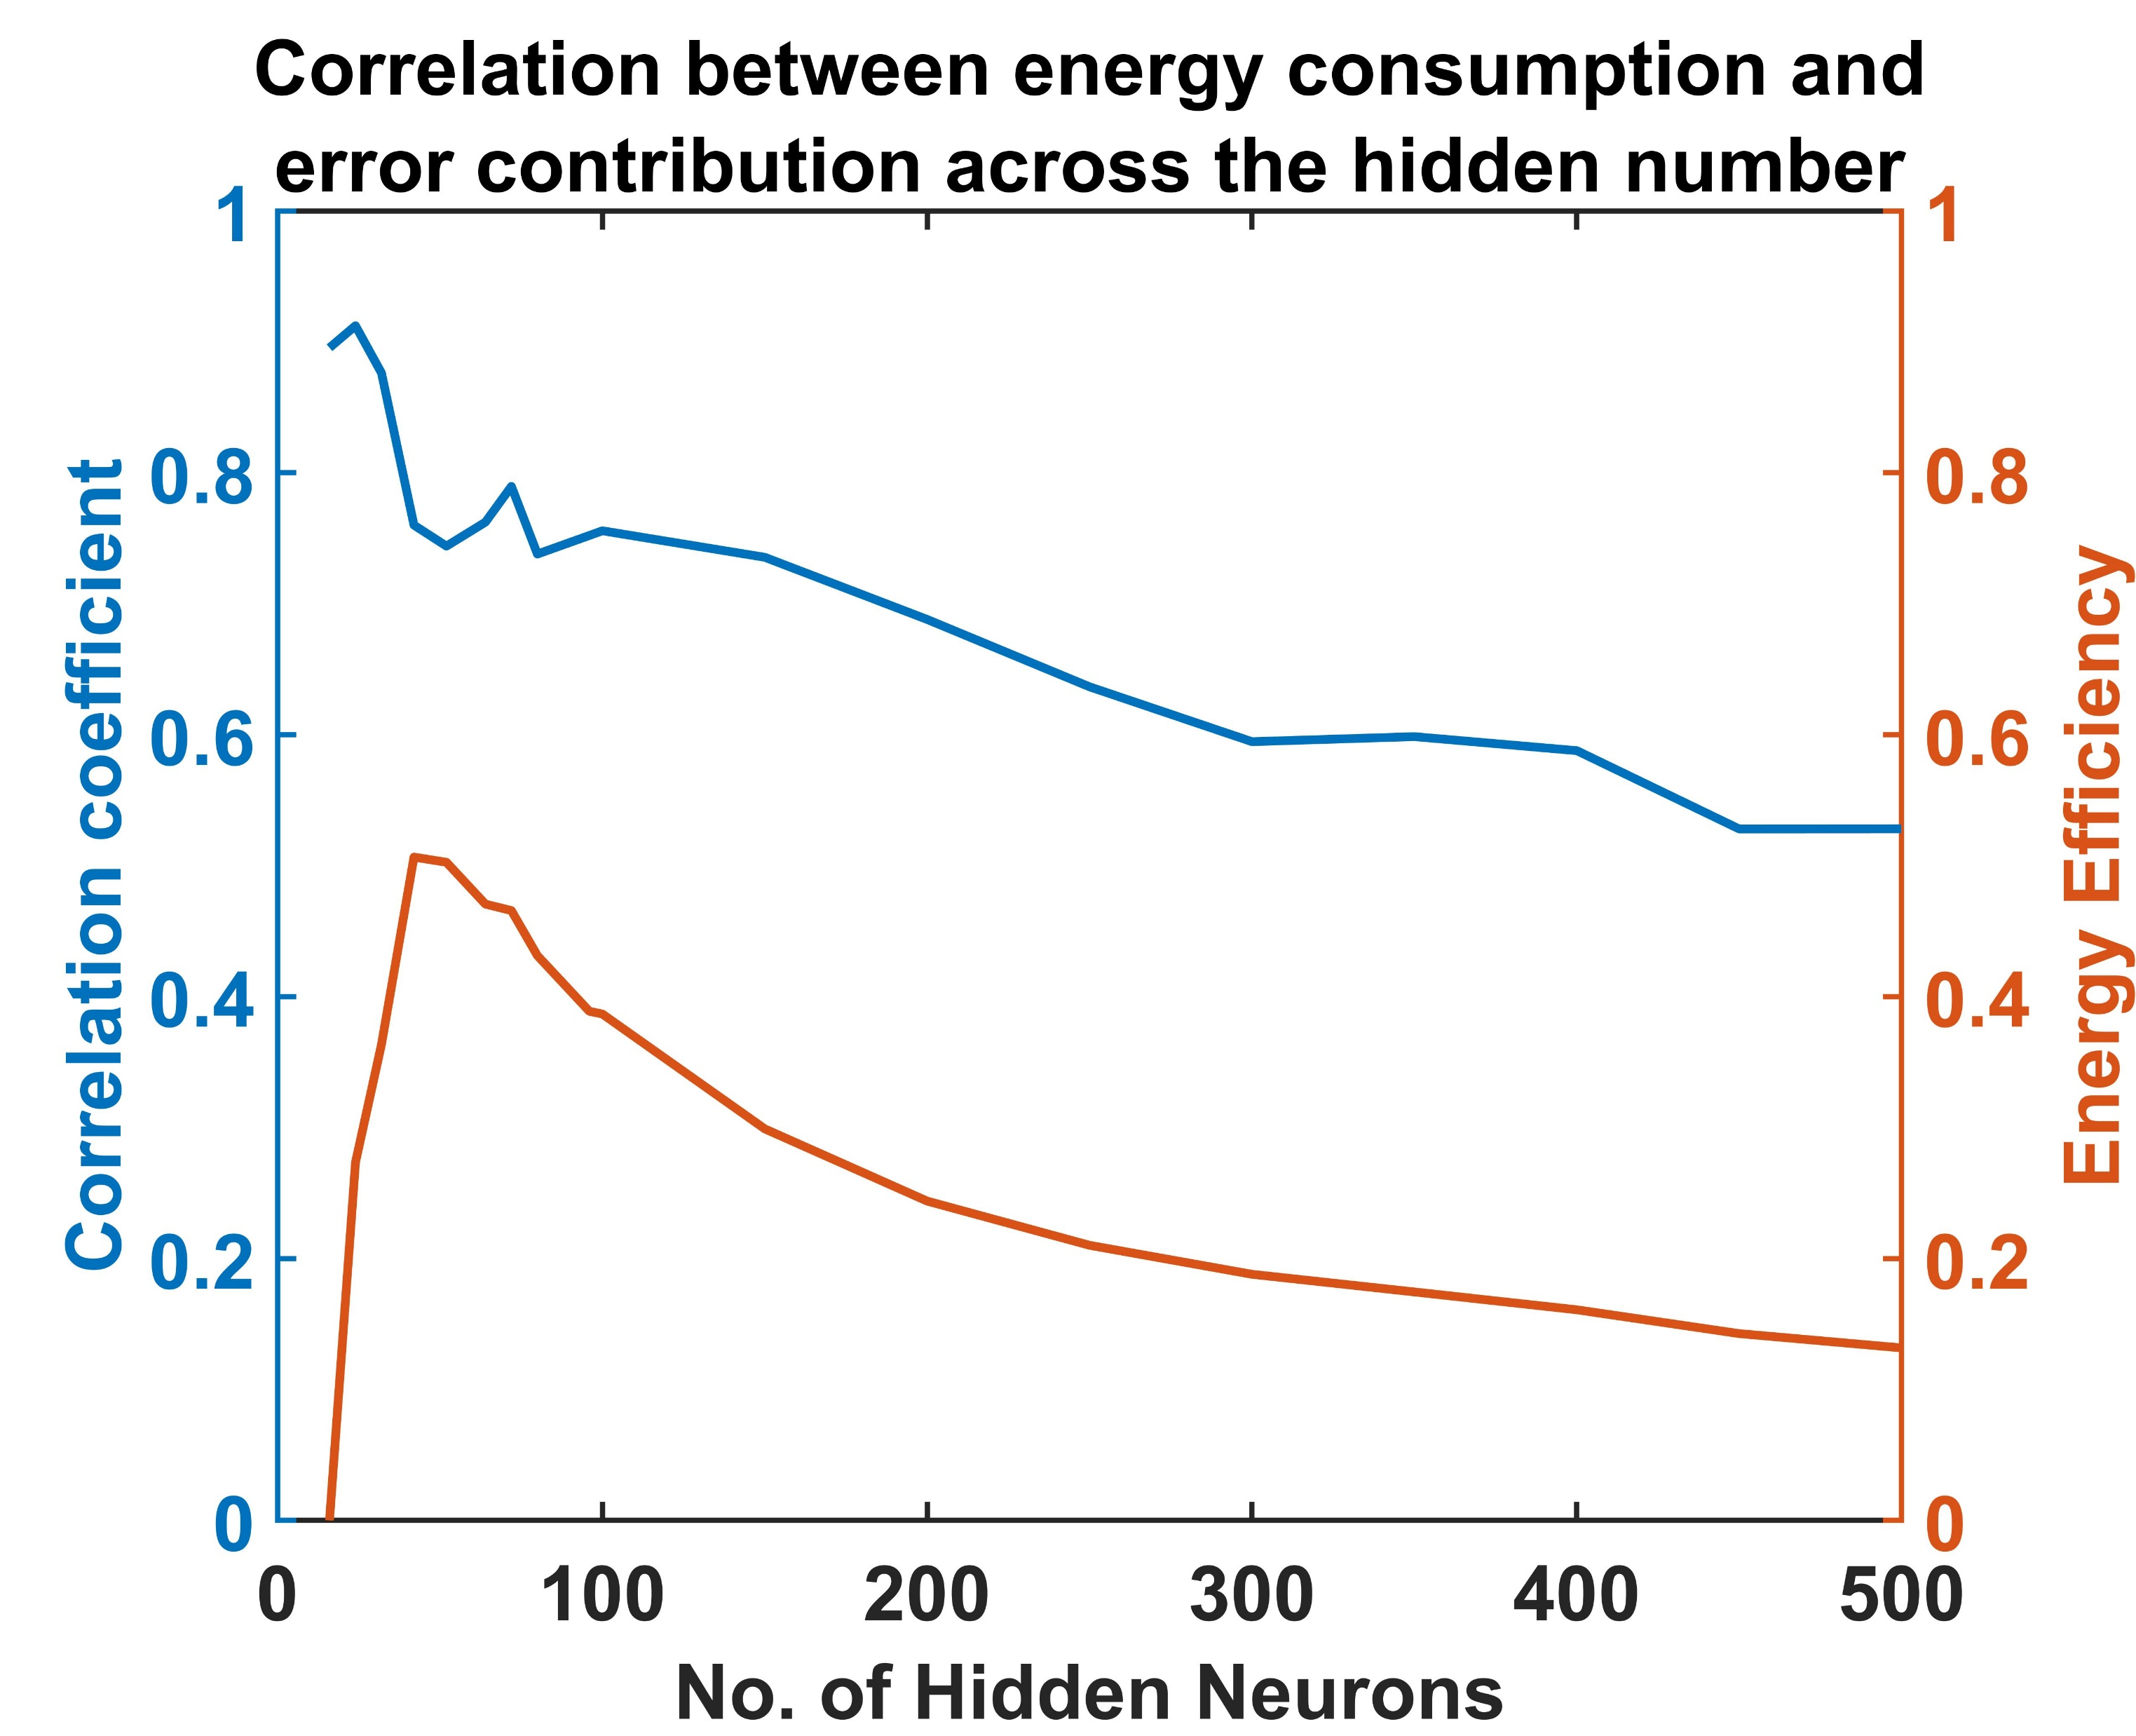 Correlation between energy consumption and
error contribution across the hidden number
1
0.8
0.6
0.4
0.2
0
Correlation coefficient
1
0.8
0.6
0.4
0.2
0
Energy Efficiency
0 100 200 300 400 500
No. of Hidden Neurons